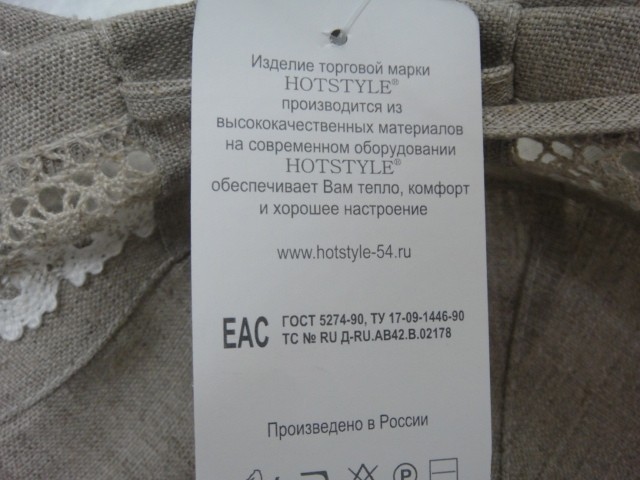 Изделие торговой марки
HOTSTYLE®
производится из
высококачественных материалов
на современном оборудовании
HOTSTYLE®
обеспечивает Вам тепло, комфорт
и хорошее настроение
www.hotstyle-54.ru
ЕАС ГОСТ 5274-90, ТУ 17-09-1446-90
ТС № RU Д-RU.АВ42.В.02178
Произведено в России
P